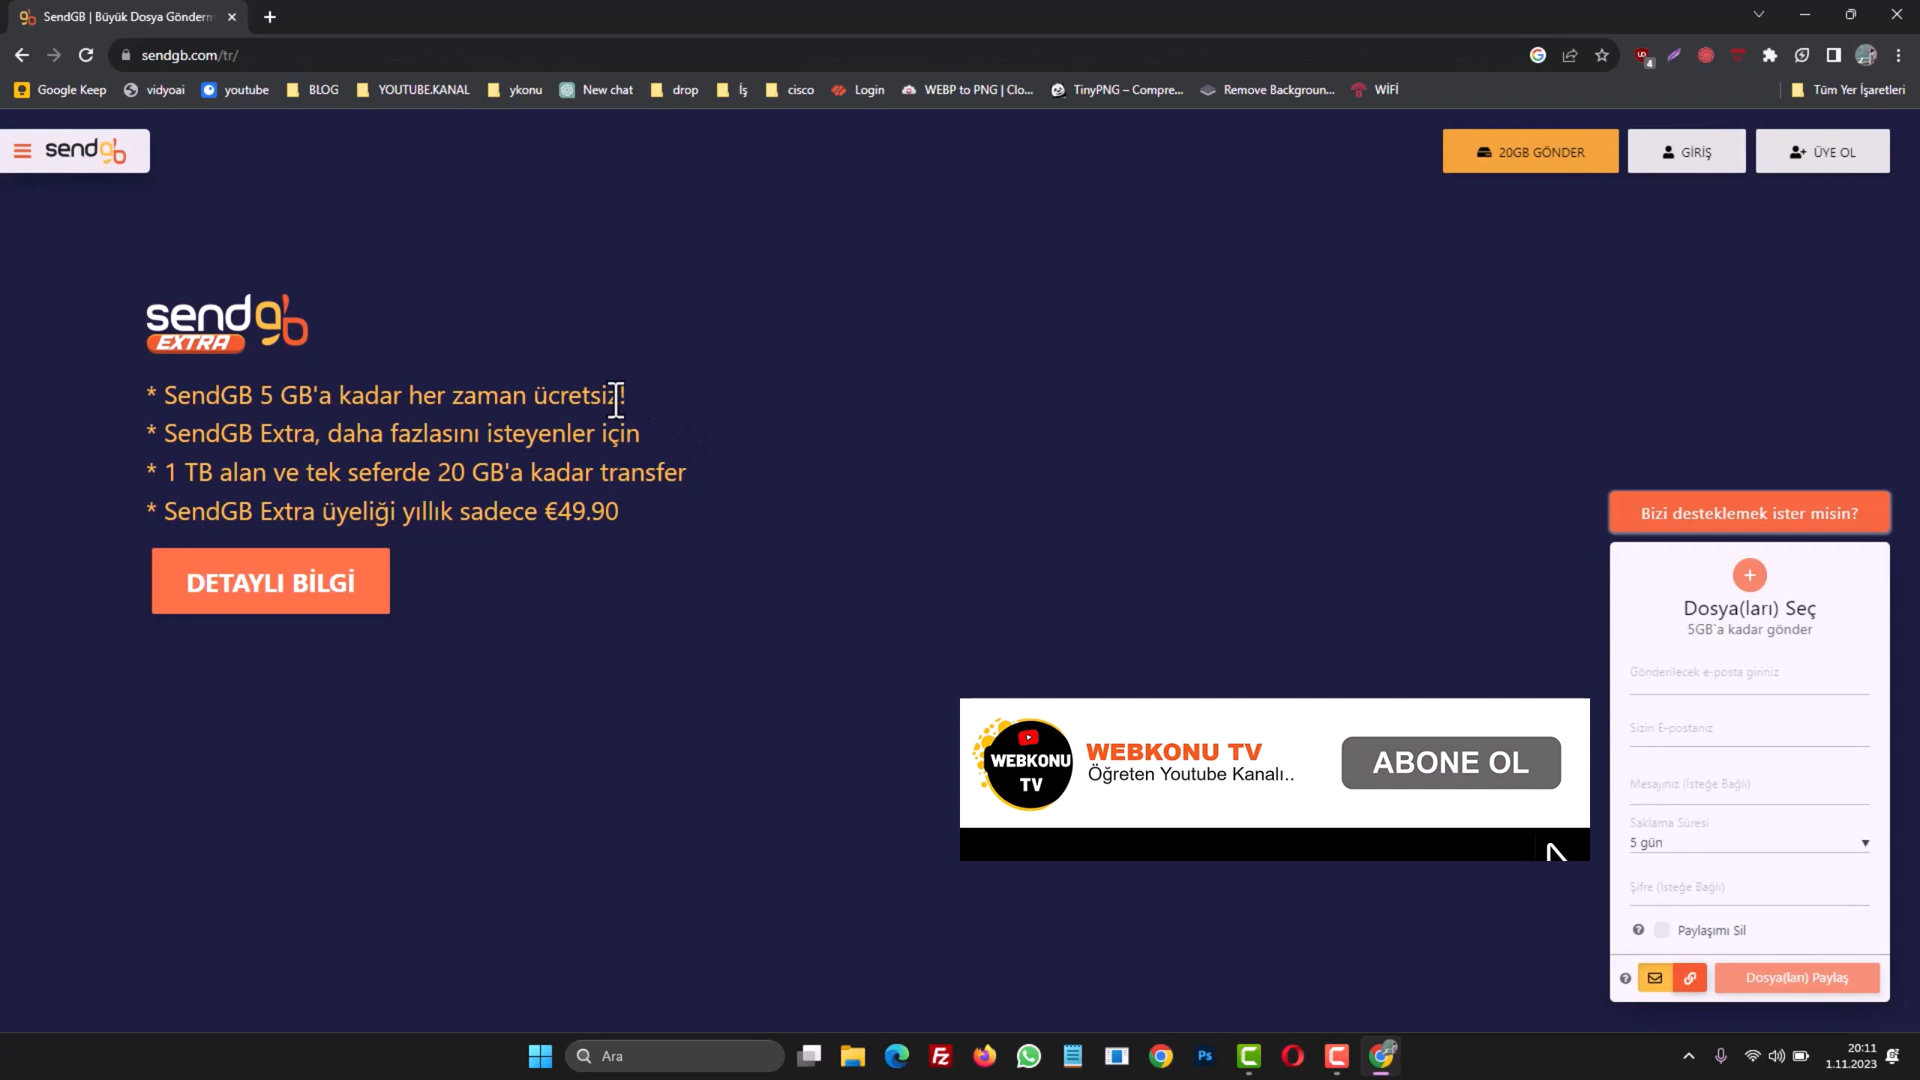 SendGB | Büyük Dosya Gönderm
sendgb.com/tr/
4
Google Keep
vidyoai
youtube
BLOG
YOUTUBE.KANAL
ykonu
New chat
drop
İş
cisco
Login
WEBP to PNG | Clo...
TinyPNG – Compre...
Remove Backgroun...
WİFİ
Tüm Yer İşaretleri
sendgb
20GB GÖNDER
GİRİŞ
ÜYE OL
sendgb
EXTRA
* SendGB 5 GB'a kadar her zaman ücretsiz!
* SendGB Extra, daha fazlasını isteyenler için
* 1 TB alan ve tek seferde 20 GB'a kadar transfer
* SendGB Extra üyeliği yıllık sadece €49.90
DETAYLI BİLGİ
Bizi desteklemek ister misin?
Dosya(ları) Seç
5GB`a kadar gönder
Gönderilecek e-posta giriniz
Sizin E-postanız
Mesajınız (İsteğe Bağlı)
Saklama Süresi
5 gün
Şifre (İsteğe Bağlı)
Paylaşımı Sil
Dosya(ları) Paylaş
WEBKONU
TV
WEBKONU TV
Öğreten Youtube Kanalı..
ABONE OL
Ara
Fz
Ps
20:11
1.11.2023